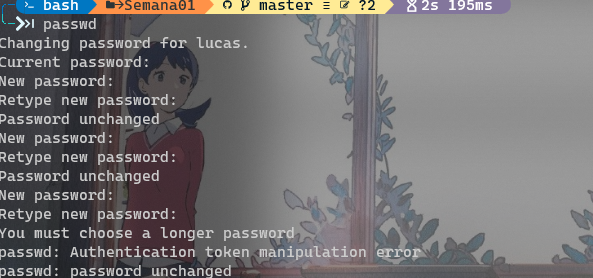 bash Semana01 master ≡ ?2 2s 195ms
passwd
Changing password for lucas.
Current password:
New password:
Retype new password:
Password unchanged
New password:
Retype new password:
Password unchanged
New password:
Retype new password:
You must choose a longer password
passwd: Authentication token manipulation error
passwd: password unchanged